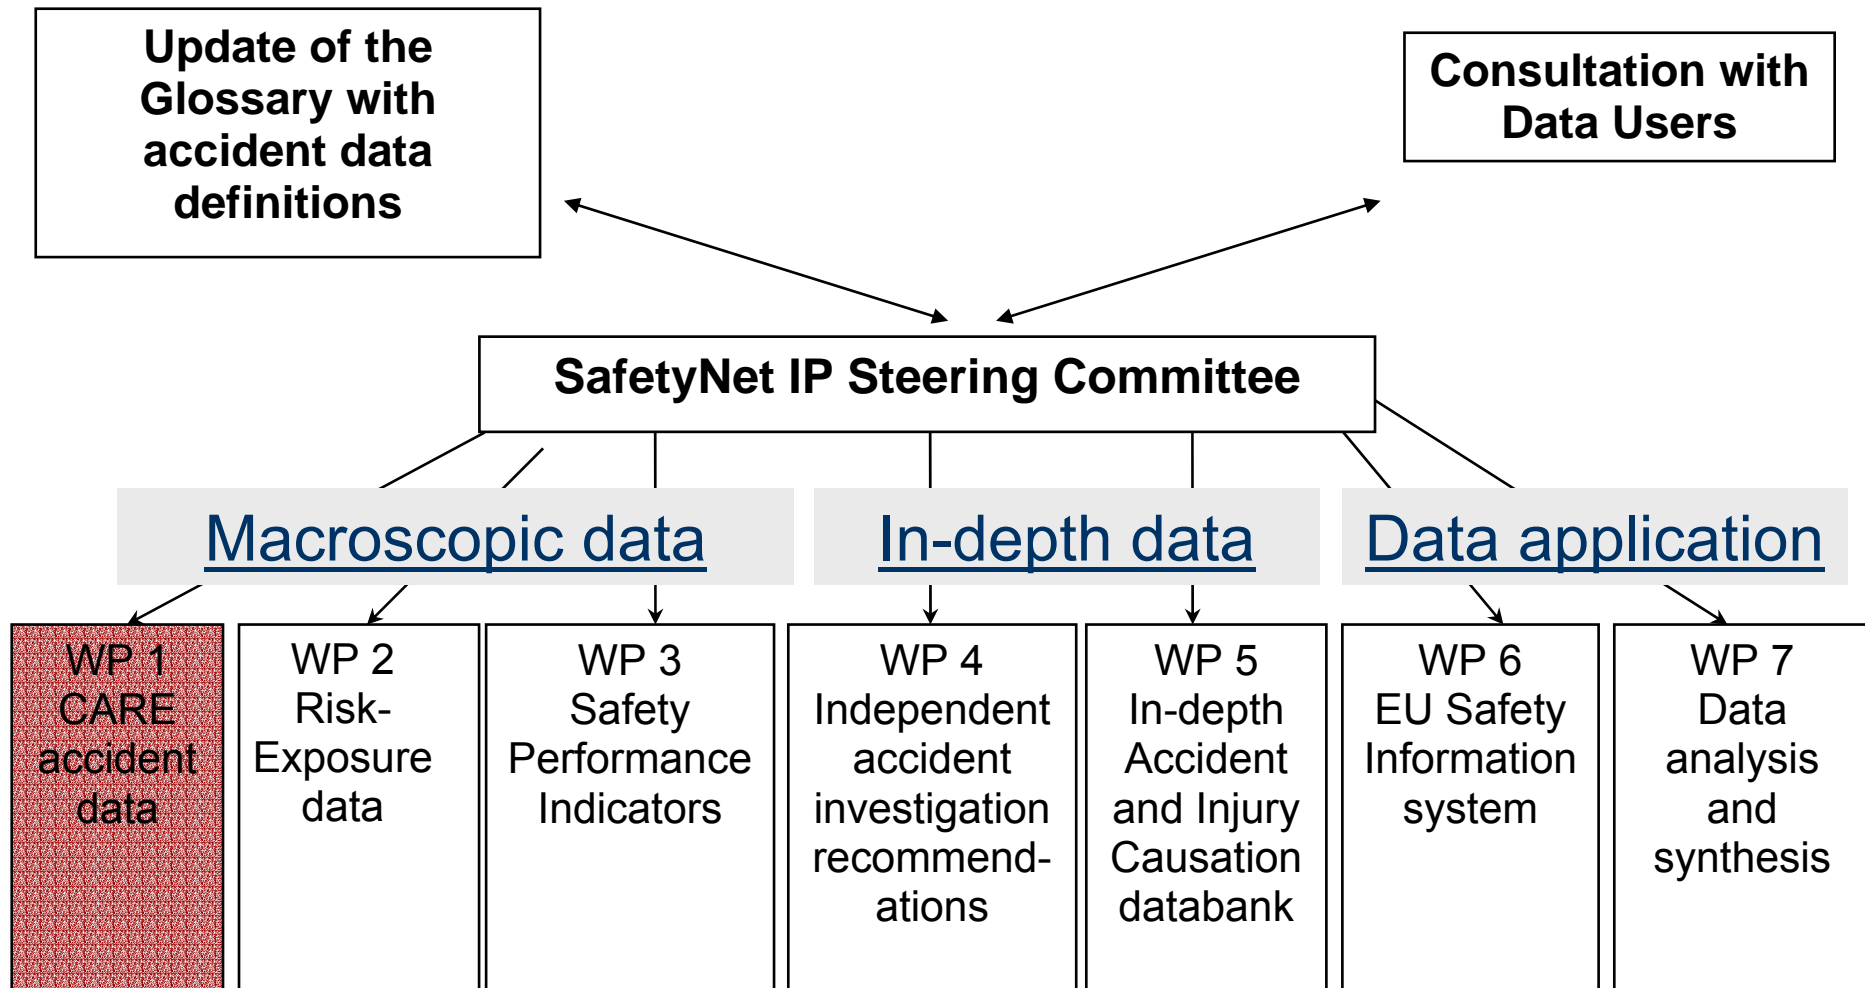 Update of the
Glossary with
accident data
definitions
Consultation with
Data Users
SafetyNet IP Steering Committee
Macroscopic data
In-depth data
Data application
WP 1
CARE
accident
data
WP 2
Risk-
Exposure
data
WP 3
Safety
Performance
Indicators
WP 4
Independent
accident
investigation
recommend-
ations
WP 5
In-depth
Accident
and Injury
Causation
databank
WP 6
EU Safety
Information
system
WP 7
Data
analysis
and
synthesis